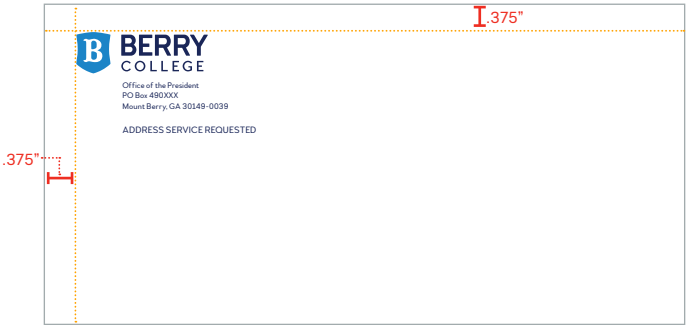 .375”
B BERRY
COLLEGE
Office of the President
PO Box 490XXX
Mount Berry, GA 30149-0039
ADDRESS SERVICE REQUESTED
.375”